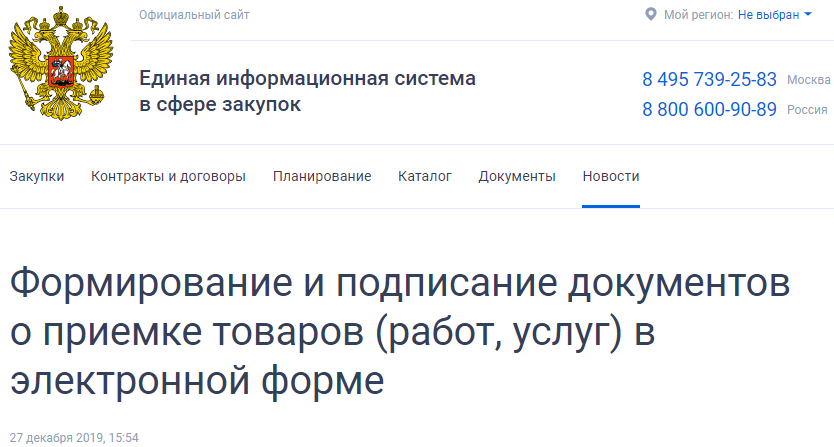 Официальный сайт
Мой регион: Не выбран
Единая информационная система
в сфере закупок
8 495 739-25-83 Москва
8 800 600-90-89 Россия
Закупки Контракты и договоры Планирование Каталог Документы Новости
Формирование и подписание документов
о приемке товаров (работ, услуг) в
электронной форме
27 декабря 2019, 15:54